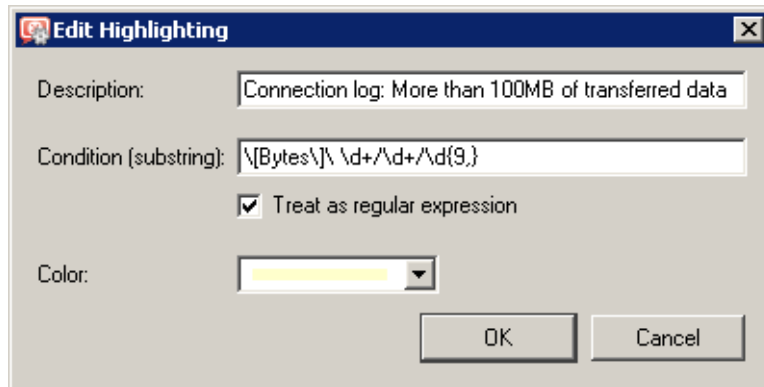 Edit Highlighting
Description: Connection log: More than 100MB of transferred data
Condition (substring): \[Bytes\]\ \d+/\d+/\d{9,}
Treat as regular expression
Color:
OK Cancel